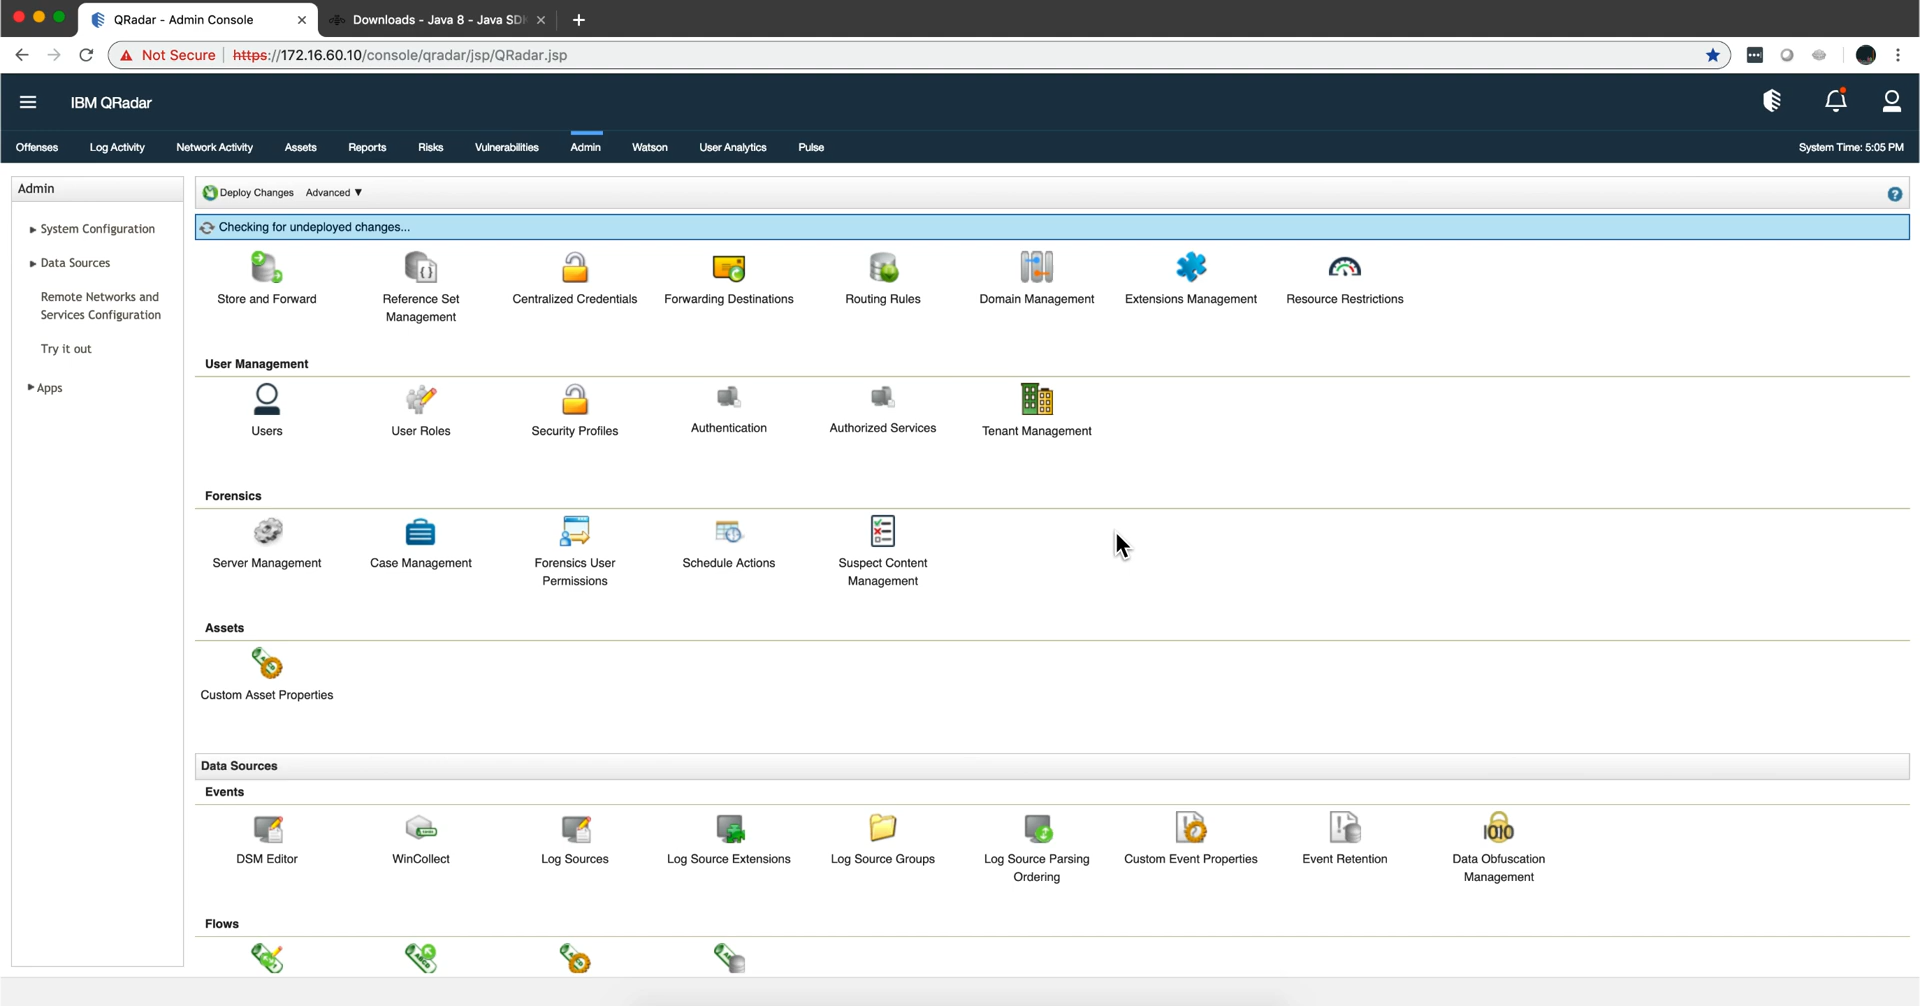 QRadar - Admin Console
Downloads - Java 8 - Java SD
Not Secure
https://172.16.60.10/console/qradar/jsp/QRadar.jsp
IBM QRadar
Offenses Log Activity Network Activity Assets Reports Risks Vulnerabilities Admin Watson User Analytics Pulse System Time: 5:05 PM
Admin
System Configuration
Data Sources
Remote Networks and
Services Configuration
Try it out
Apps
Deploy Changes Advanced
Checking for undeployed changes...
Store and Forward
Reference Set
Management
Centralized Credentials
Forwarding Destinations
Routing Rules
Domain Management
Extensions Management
Resource Restrictions
User Management
Users
User Roles
Security Profiles
Authentication
Authorized Services
Tenant Management
Forensics
Server Management
Case Management
Forensics User
Permissions
Schedule Actions
Suspect Content
Management
Assets
Custom Asset Properties
Data Sources
Events
DSM Editor
WinCollect
Log Sources
Log Source Extensions
Log Source Groups
Log Source Parsing
Ordering
Custom Event Properties
Event Retention
1010
Data Obfuscation
Management
Flows